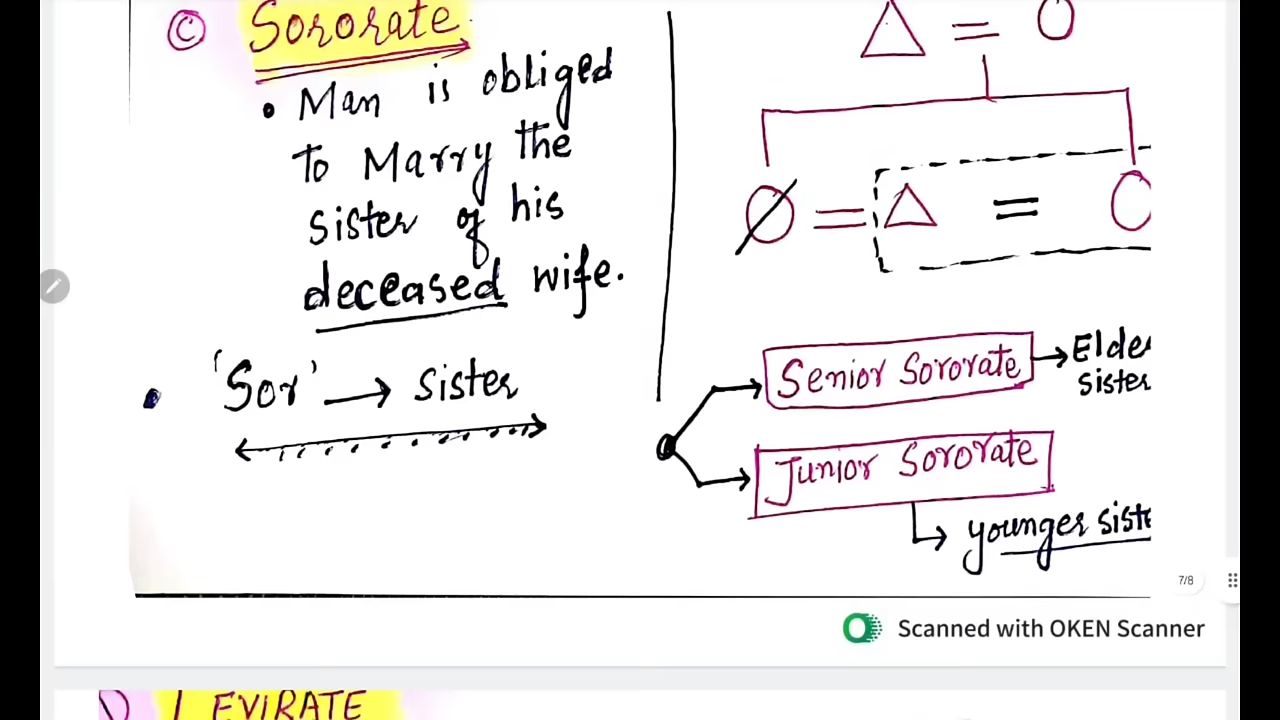 © Sororate
• Man is obliged
to Marry the
sister of his
deceased wife.
• 'Sor' → sister
Δ = O
Ø = Δ = O
Senior Sororate → Elde
sister
Junior Sororate
↳ younger siste
7/8
Scanned with OKEN Scanner
D LEVIRATE